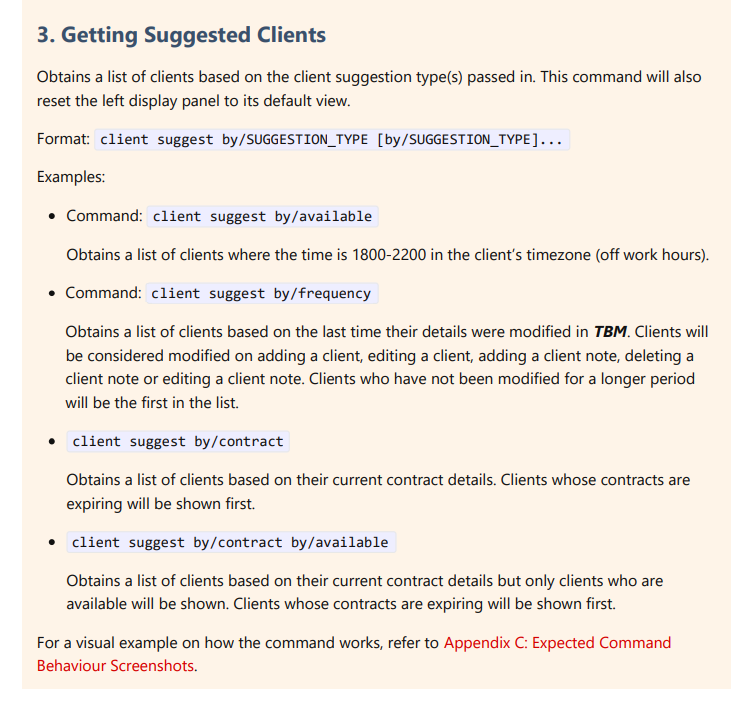 3. Getting Suggested Clients
Obtains a list of clients based on the client suggestion type(s) passed in. This command will also
reset the left display panel to its default view.
Format: client suggest by/SUGGESTION_TYPE [by/SUGGESTION_TYPE]...
Examples:
• Command: client suggest by/available
Obtains a list of clients where the time is 1800-2200 in the client’s timezone (off work hours).
• Command: client suggest by/frequency
Obtains a list of clients based on the last time their details were modified in TBM. Clients will
be considered modified on adding a client, editing a client, adding a client note, deleting a
client note or editing a client note. Clients who have not been modified for a longer period
will be the first in the list.
• client suggest by/contract
Obtains a list of clients based on their current contract details. Clients whose contracts are
expiring will be shown first.
• client suggest by/contract by/available
Obtains a list of clients based on their current contract details but only clients who are
available will be shown. Clients whose contracts are expiring will be shown first.
For a visual example on how the command works, refer to Appendix C: Expected Command
Behaviour Screenshots.